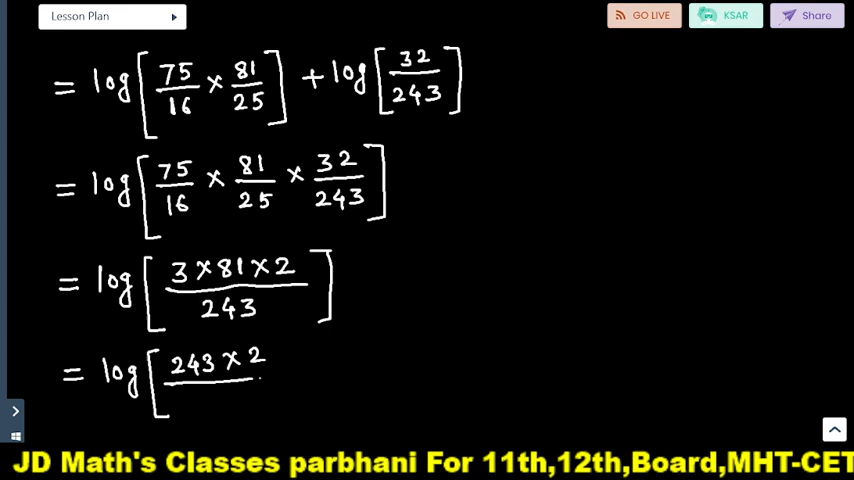 Lesson Plan
GO LIVE
KSAR
Share
= log[75/16 × 81/25] + log[32/243]
= log[75/16 × 81/25 × 32/243]
= log[3×81×2/243]
= log[243×2
JD Math's Classes parbhani For 11th,12th,Board,MHT-CET